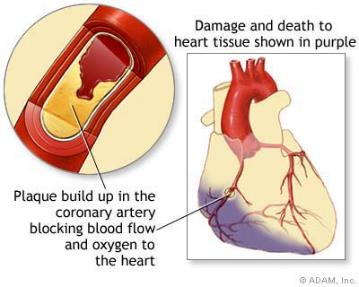 Damage and death to
heart tissue shown in purple
Plaque build up in the
coronary artery
blocking blood flow
and oxygen to
the heart
© ADAM, Inc.